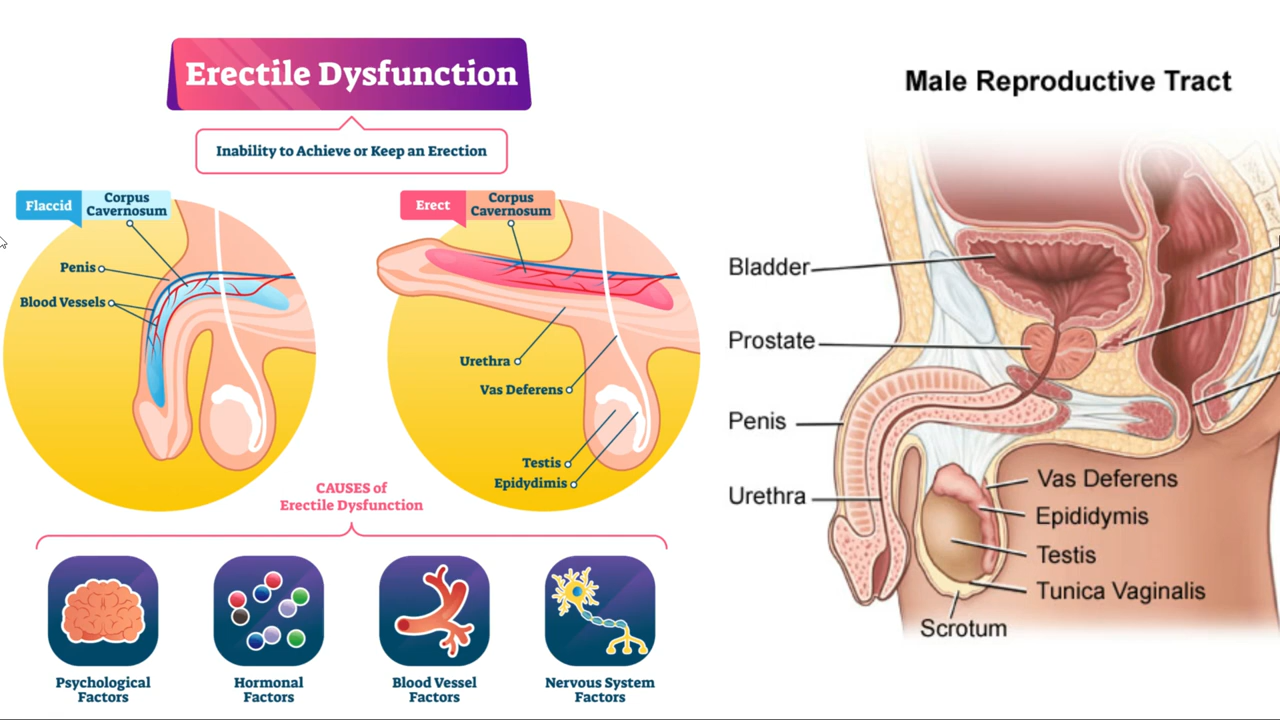 Erectile Dysfunction
Inability to Achieve or Keep an Erection
Flaccid
Corpus
Cavernosum
Penis
Blood Vessels
Erect
Corpus
Cavernosum
Urethra
Vas Deferens
Testis
Epidydimis
CAUSES of
Erectile Dysfunction
Psychological
Factors
Hormonal
Factors
Blood Vessel
Factors
Nervous System
Factors
Male Reproductive Tract
Bladder
Prostate
Penis
Urethra
Vas Deferens
Epididymis
Testis
Tunica Vaginalis
Scrotum